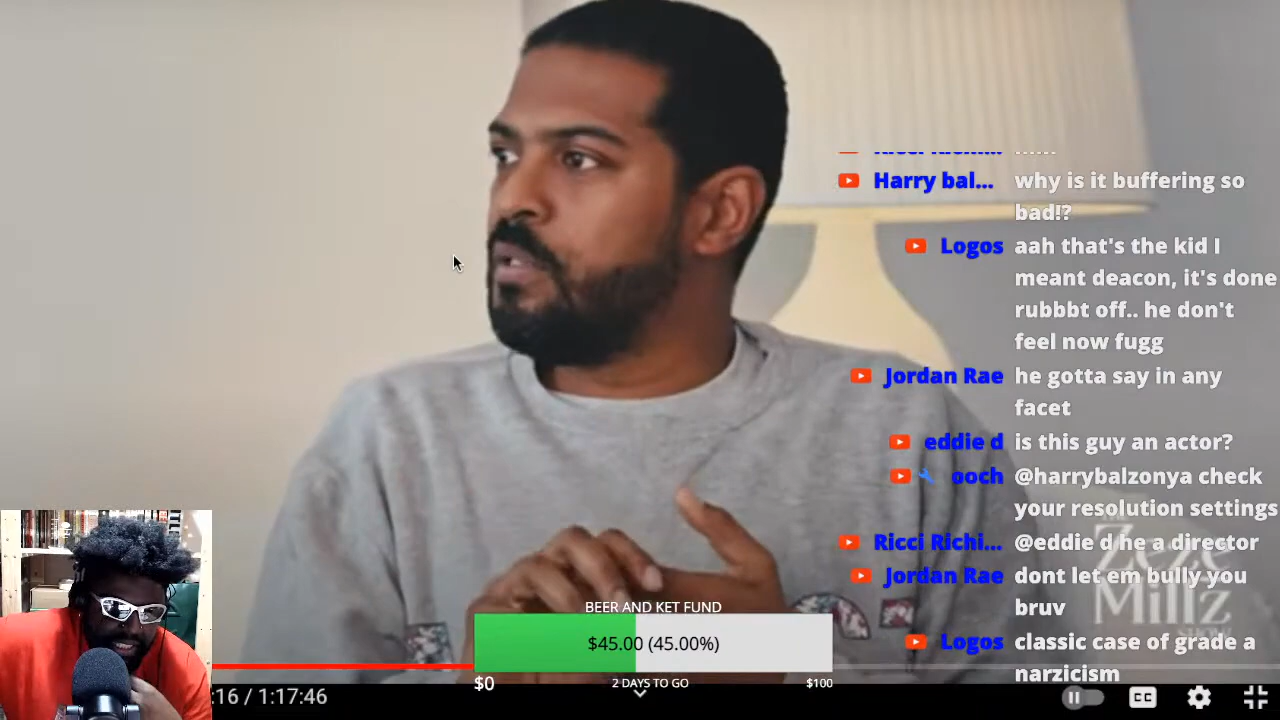 Harry bal... why is it buffering so
bad!?
Logos aah that's the kid I
meant deacon, it's done
rubbbt off.. he don't
feel now fugg
Jordan Rae he gotta say in any
facet
eddie d is this guy an actor?
ooch @harrybalzonya check
your resolution settings
Ricci Richi... @eddie d he a director
Jordan Rae dont let em bully you
bruv
Logos classic case of grade a
narzicism
Zeze
Millz
BEER AND KET FUND
$45.00 (45.00%)
$0 2 DAYS TO GO $100
:16 / 1:17:46
CC